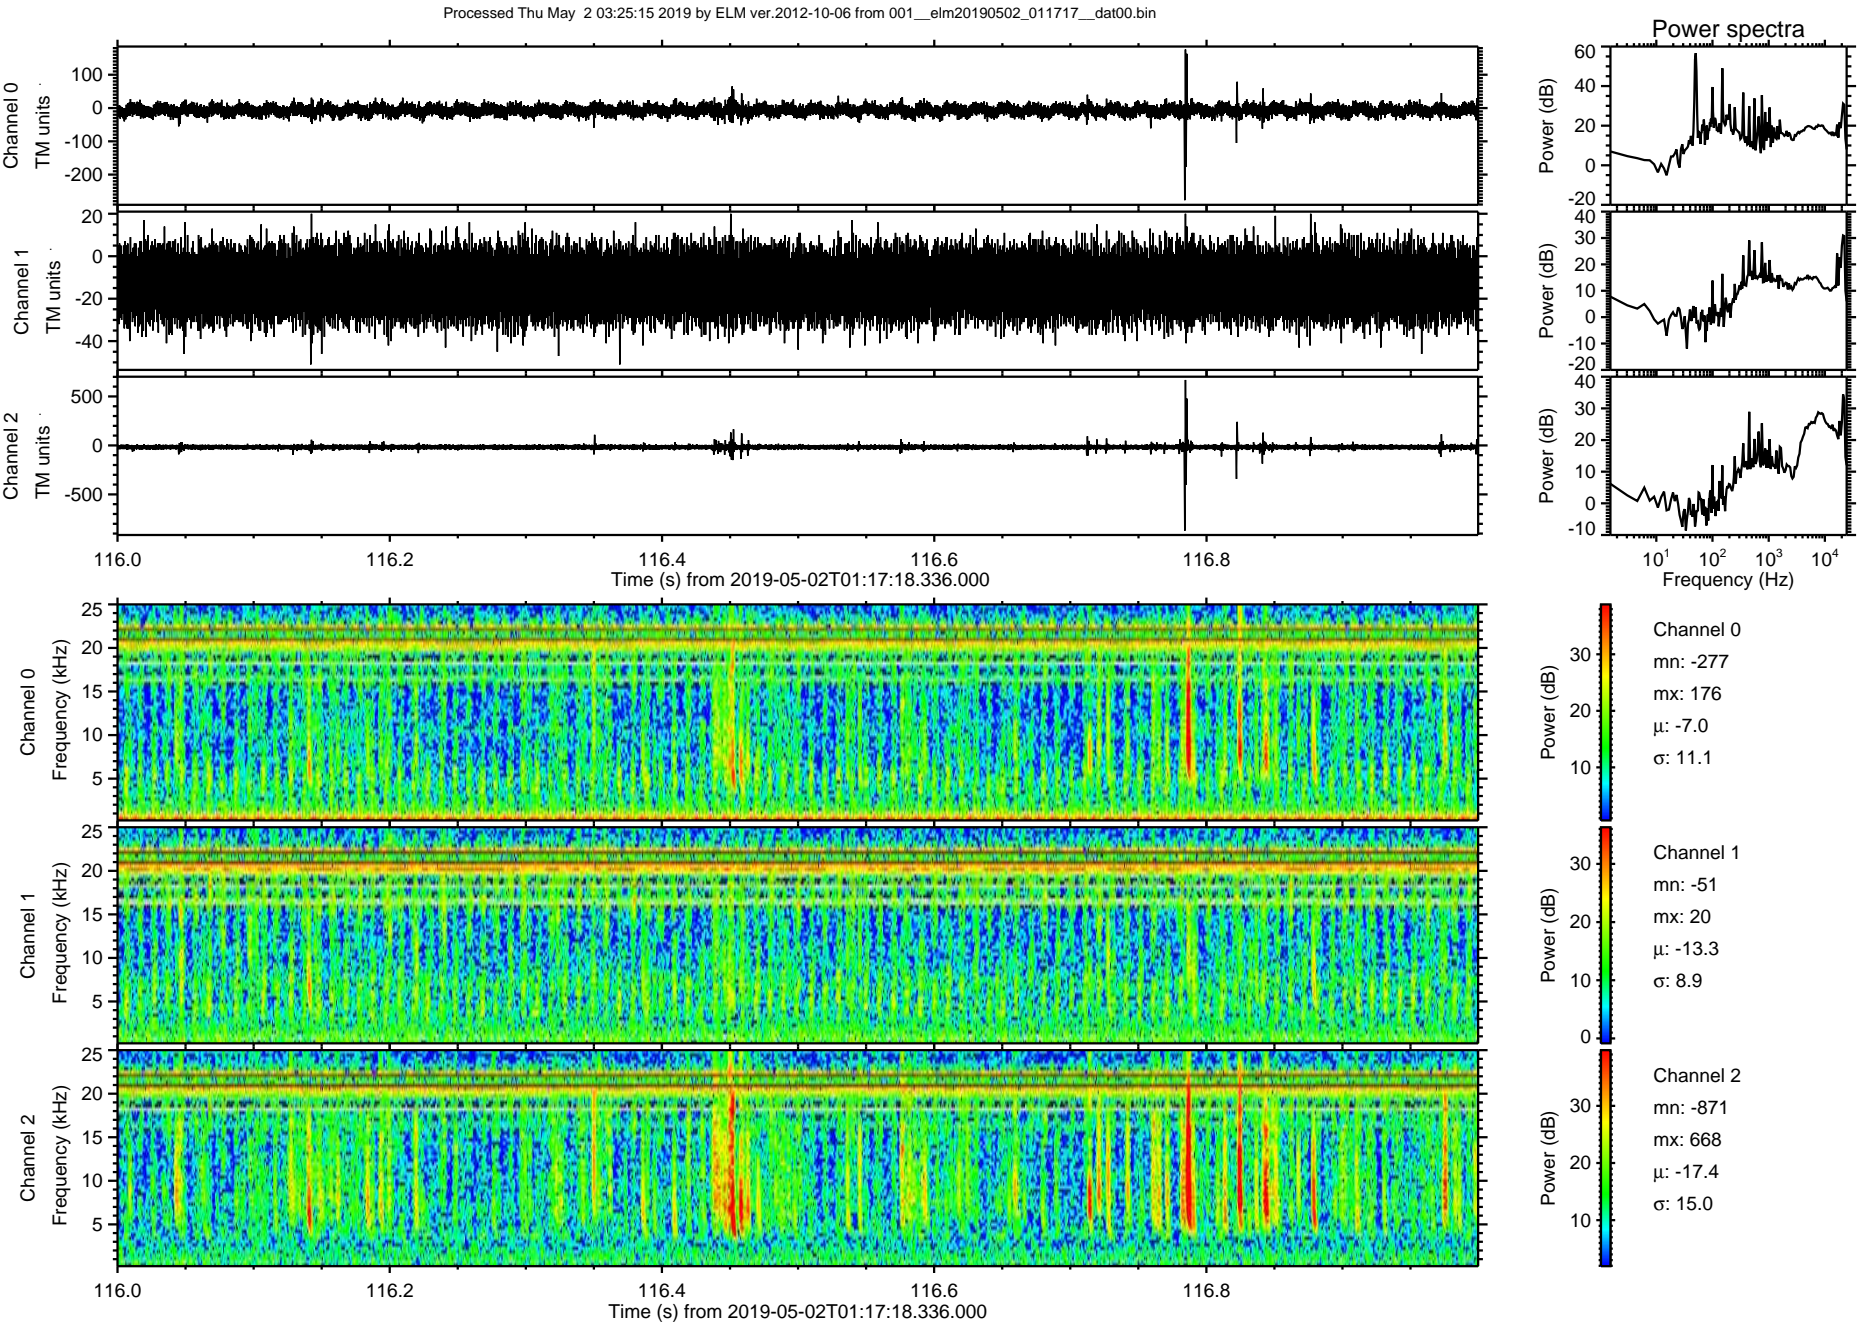 Processed Thu May  2 03:25:15 2019 by ELM ver.2012-10-06 from 001__elm20190502_011717__dat00.bin
Power spectra
Channel 0
TM units
100
0
-100
-200
Power (dB)
60
40
20
0
-20
Channel 1
TM units
20
0
-20
-40
Power (dB)
40
30
20
10
0
-10
-20
Channel 2
TM units
500
0
-500
Power (dB)
40
30
20
10
0
-10
116.0 116.2 116.4 116.6 116.8
Time (s) from 2019-05-02T01:17:18.336.000
10¹ 10² 10³ 10⁴
Frequency (Hz)
Channel 0
Frequency (kHz)
25
20
15
10
5
Power (dB)
30
20
10
Channel 0
mn: -277
mx: 176
μ: -7.0
σ: 11.1
Channel 1
Frequency (kHz)
25
20
15
10
5
Power (dB)
30
20
10
0
Channel 1
mn: -51
mx: 20
μ: -13.3
σ: 8.9
Channel 2
Frequency (kHz)
25
20
15
10
5
Power (dB)
30
20
10
Channel 2
mn: -871
mx: 668
μ: -17.4
σ: 15.0
116.0 116.2 116.4 116.6 116.8
Time (s) from 2019-05-02T01:17:18.336.000